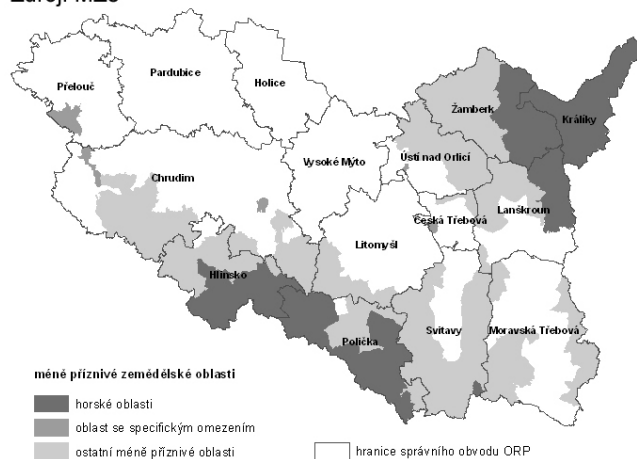 Zdroj: MZe
Přelouč
Pardubice
Holice
Žamberk
Králíky
Vysoké Mýto
Ústí nad Orlicí
Chrudim
Česká Třebová
Lanškroun
Litomyšl
Hlinsko
Polička
Svitavy
Moravská Třebová
méně příznivé zemědělské oblasti
horské oblasti
oblast se specifickým omezením
ostatní méně příznivé oblasti
hranice správního obvodu ORP